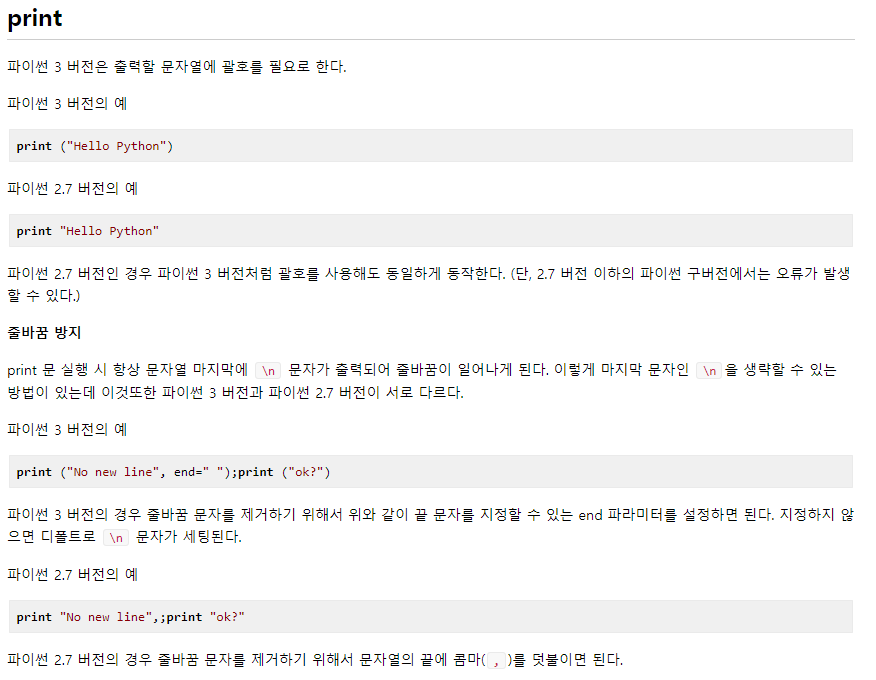 print
파이썬 3 버전은 출력할 문자열에 괄호를 필요로 한다.
파이썬 3 버전의 예
print ("Hello Python")
파이썬 2.7 버전의 예
print "Hello Python"
파이썬 2.7 버전인 경우 파이썬 3 버전처럼 괄호를 사용해도 동일하게 동작한다. (단, 2.7 버전 이하의 파이썬 구버전에서는 오류가 발생
할 수 있다.)
줄바꿈 방지
print 문 실행 시 항상 문자열 마지막에 \n 문자가 출력되어 줄바꿈이 일어나게 된다. 이렇게 마지막 문자인 \n 을 생략할 수 있는
방법이 있는데 이것또한 파이썬 3 버전과 파이썬 2.7 버전이 서로 다르다.
파이썬 3 버전의 예
print ("No new line", end=" ");print ("ok?")
파이썬 3 버전의 경우 줄바꿈 문자를 제거하기 위해서 위와 같이 끝 문자를 지정할 수 있는 end 파라미터를 설정하면 된다. 지정하지 않
으면 디폴트로 \n 문자가 세팅된다.
파이썬 2.7 버전의 예
print "No new line",;print "ok?"
파이썬 2.7 버전의 경우 줄바꿈 문자를 제거하기 위해서 문자열의 끝에 콤마( , )를 덧불이면 된다.